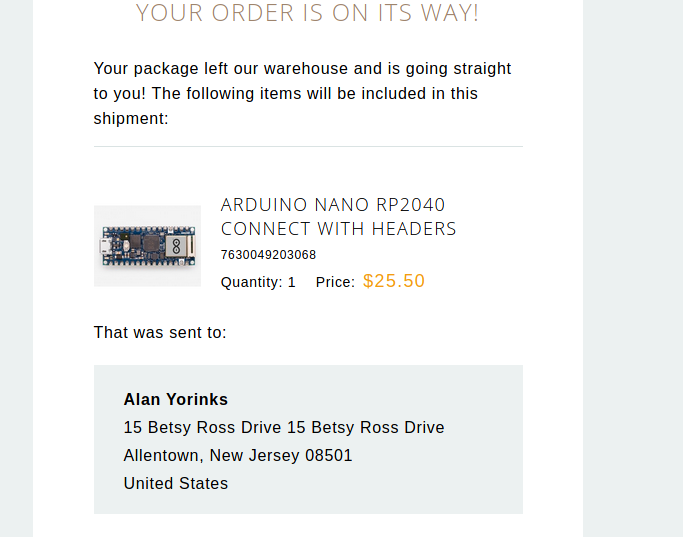 YOUR ORDER IS ON ITS WAY!
Your package left our warehouse and is going straight
to you! The following items will be included in this
shipment:
ARDUINO NANO RP2040
CONNECT WITH HEADERS
7630049203068
Quantity: 1 Price: $25.50
That was sent to:
Alan Yorinks
15 Betsy Ross Drive 15 Betsy Ross Drive
Allentown, New Jersey 08501
United States